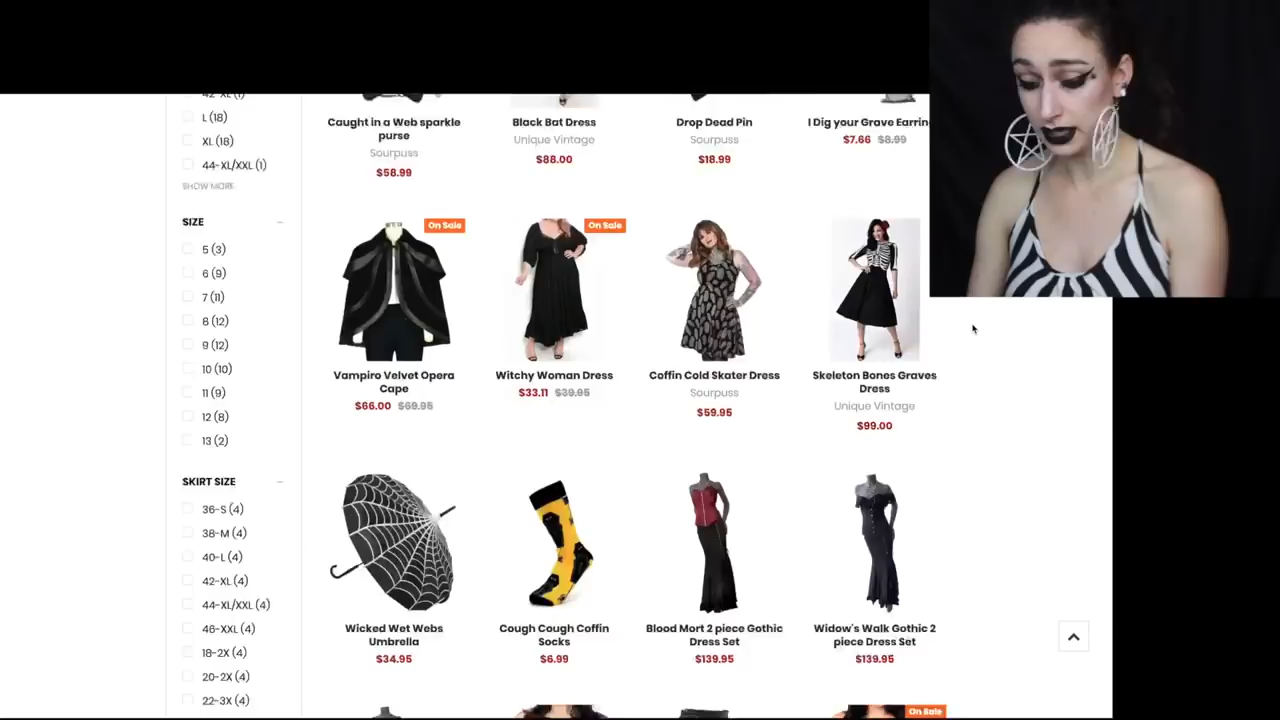 42-XL (1)
L (18)
XL (18)
44-XL/XXL (1)
SHOW MORE
SIZE
5 (3)
6 (9)
7 (11)
8 (12)
9 (12)
10 (10)
11 (9)
12 (8)
13 (2)
SKIRT SIZE
36-S (4)
38-M (4)
40-L (4)
42-XL (4)
44-XL/XXL (4)
46-XXL (4)
18-2X (4)
20-2X (4)
22-3X (4)
Caught in a Web sparkle
purse
Sourpuss
$58.99
Black Bat Dress
Unique Vintage
$88.00
Drop Dead Pin
Sourpuss
$18.99
I Dig your Grave Earrin
$7.66 $8.99
On Sale
Vampiro Velvet Opera
Cape
$66.00 $69.95
On Sale
Witchy Woman Dress
$33.11 $39.95
Coffin Cold Skater Dress
Sourpuss
$59.95
Skeleton Bones Graves
Dress
Unique Vintage
$99.00
Wicked Wet Webs
Umbrella
$34.95
Cough Cough Coffin
Socks
$6.99
Blood Mort 2 piece Gothic
Dress Set
$139.95
Widow's Walk Gothic 2
piece Dress Set
$139.95
On Sale